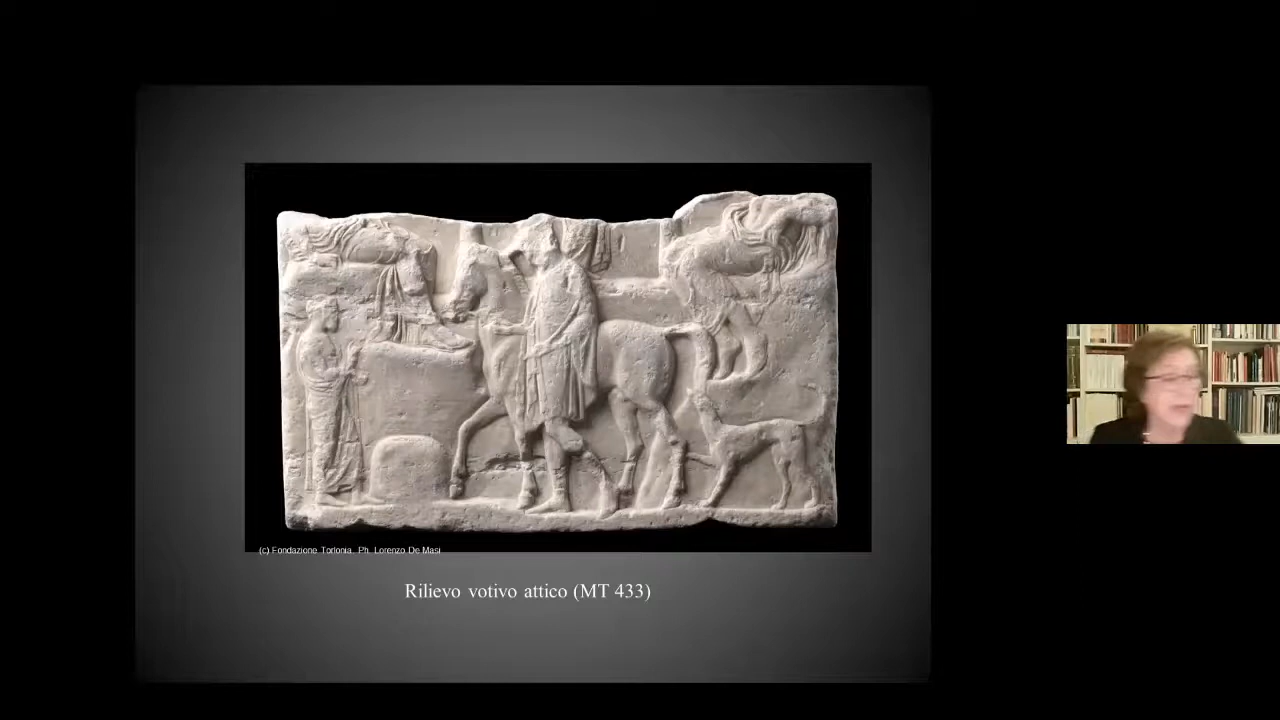 (c) Fondazione Torlonia. Ph. Lorenzo De Masi
Rilievo votivo attico (MT 433)